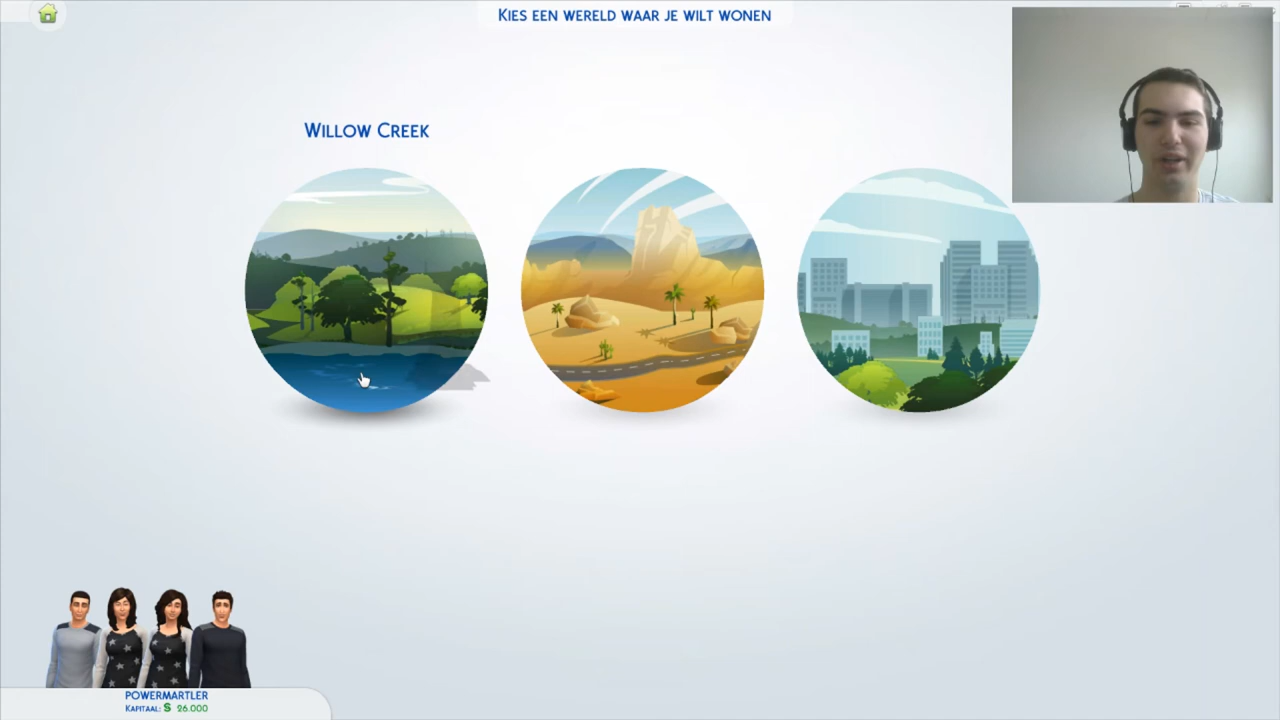 KIES EEN WERELD WAAR JE WILT WONEN
WILLOW CREEK
POWERMARTLER
KAPITAAL: § 26.000